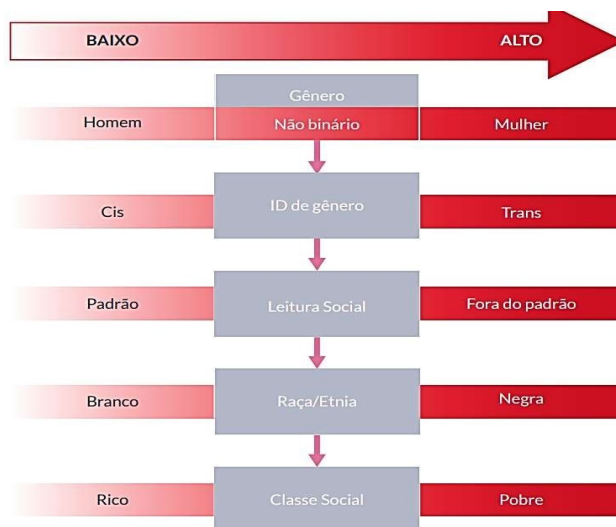 BAIXO ALTO
Gênero
Homem Não binário Mulher
Cis ID de gênero Trans
Padrão Leitura Social Fora do padrão
Branco Raça/Etnia Negra
Rico Classe Social Pobre